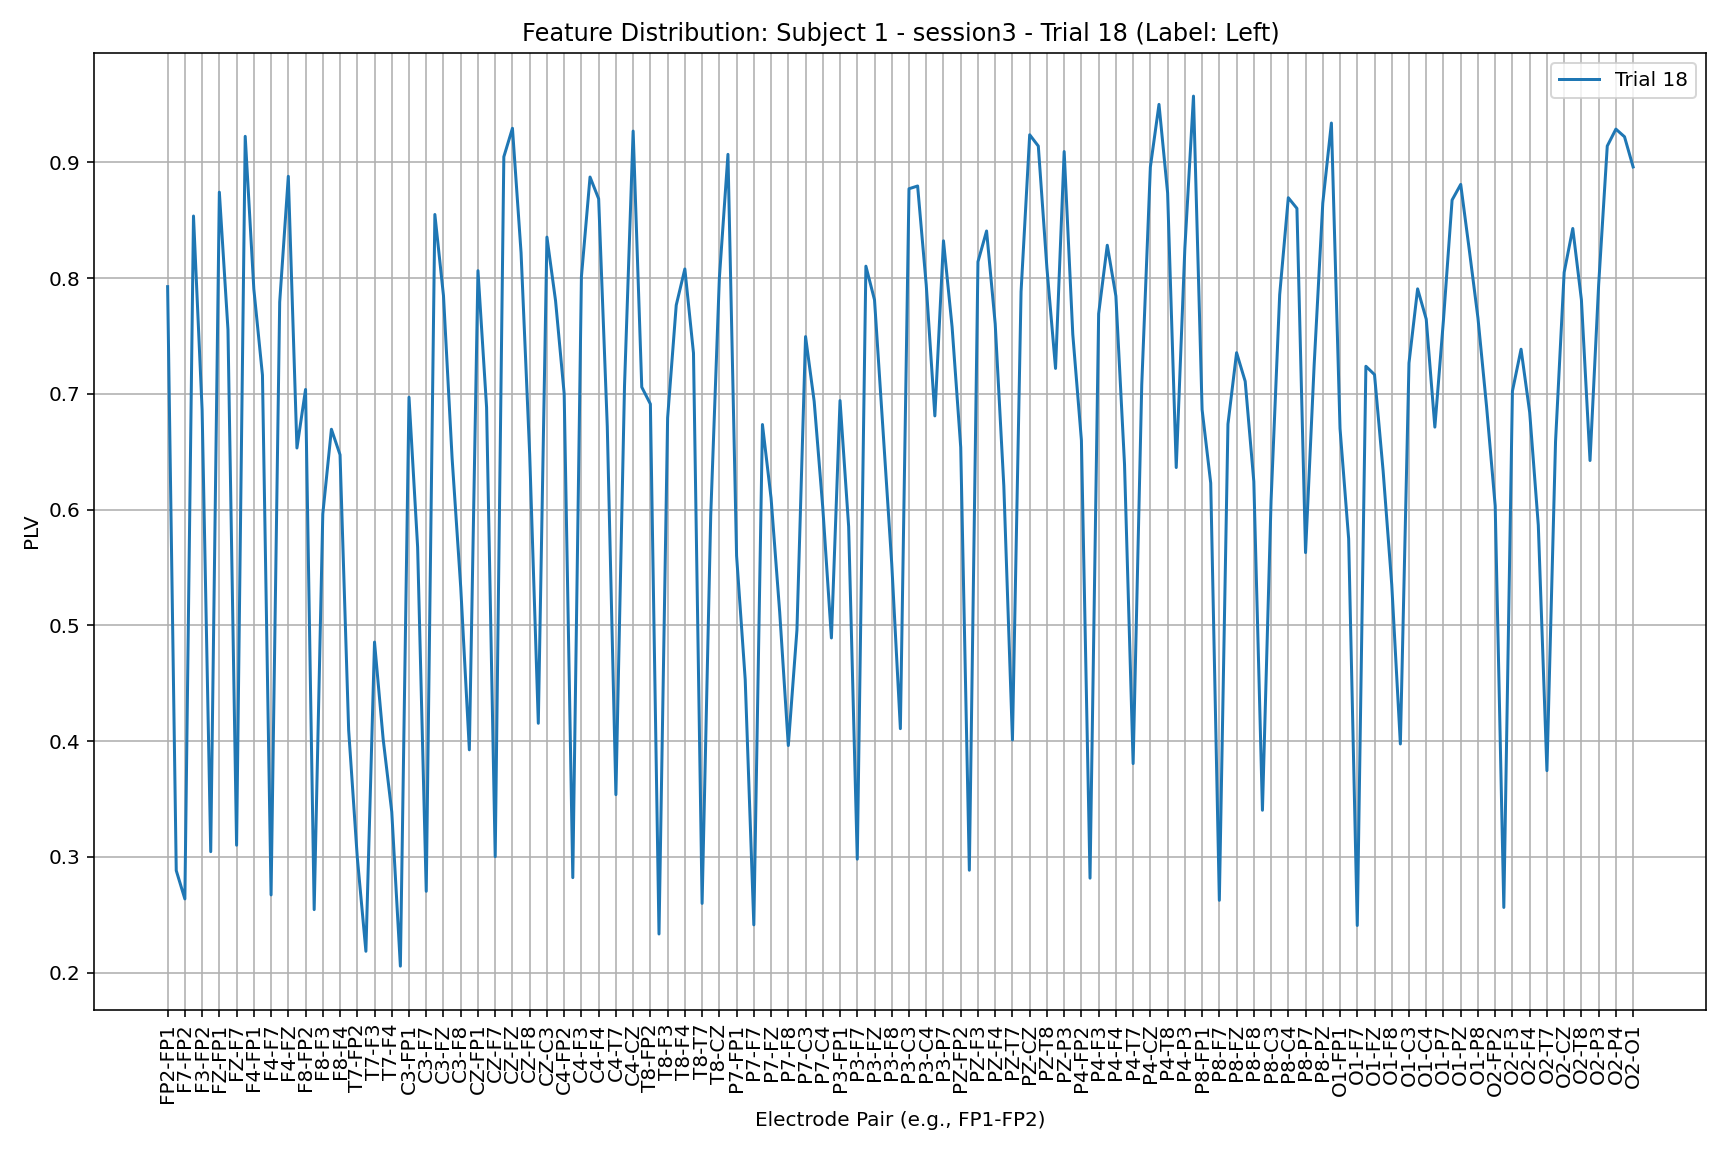 Feature Distribution: Subject 1 - session3 - Trial 18 (Label: Left)
Trial 18
0.9
0.8
0.7
0.6
0.5
0.4
0.3
0.2
PLV
FP2-FP1
F7-FP2
F3-FP2
FZ-FP1
FZ-F7
F4-FP1
F4-F7
F4-FZ
F8-FP2
F8-F3
F8-F4
T7-FP2
T7-F3
T7-F4
C3-FP1
C3-F7
C3-FZ
C3-F8
CZ-FP1
CZ-F7
CZ-FZ
CZ-F8
CZ-C3
C4-FP2
C4-F3
C4-F4
C4-T7
C4-CZ
T8-FP2
T8-F3
T8-F4
T8-T7
T8-CZ
P7-FP1
P7-F7
P7-FZ
P7-F8
P7-C3
P7-C4
P3-FP1
P3-F7
P3-FZ
P3-F8
P3-C3
P3-C4
P3-P7
PZ-FP2
PZ-F3
PZ-F4
PZ-T7
PZ-CZ
PZ-T8
PZ-P3
P4-FP2
P4-F3
P4-F4
P4-T7
P4-CZ
P4-T8
P4-P3
P8-FP1
P8-F7
P8-FZ
P8-F8
P8-C3
P8-C4
P8-P7
P8-PZ
O1-FP1
O1-F7
O1-FZ
O1-F8
O1-C3
O1-C4
O1-P7
O1-PZ
O1-P8
O2-FP2
O2-F3
O2-F4
O2-T7
O2-CZ
O2-T8
O2-P3
O2-P4
O2-O1
Electrode Pair (e.g., FP1-FP2)